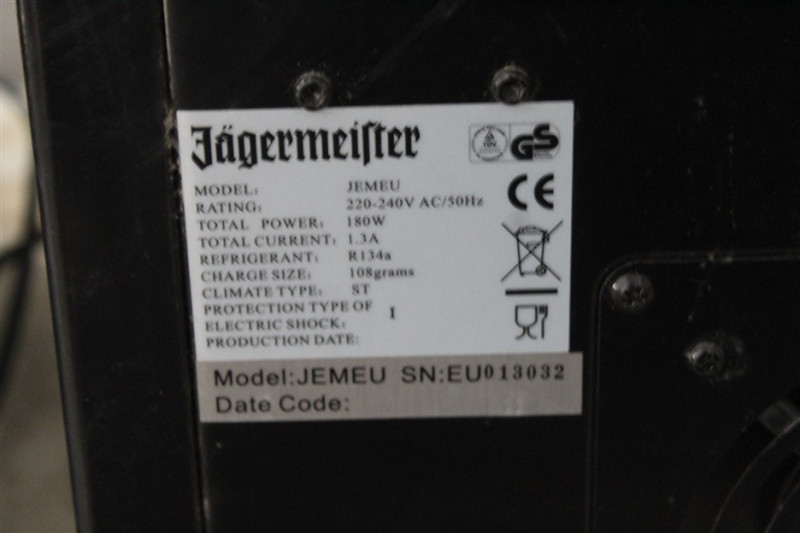 Jägermeister
GS
CE
MODEL: JEMEU
RATING: 220-240V AC/50Hz
TOTAL POWER: 180W
TOTAL CURRENT: 1.3A
REFRIGERANT: R134a
CHARGE SIZE: 108grams
CLIMATE TYPE: ST
PROTECTION TYPE OF I
ELECTRIC SHOCK:
PRODUCTION DATE:
Model:JEMEU SN:EU013032
Date Code: